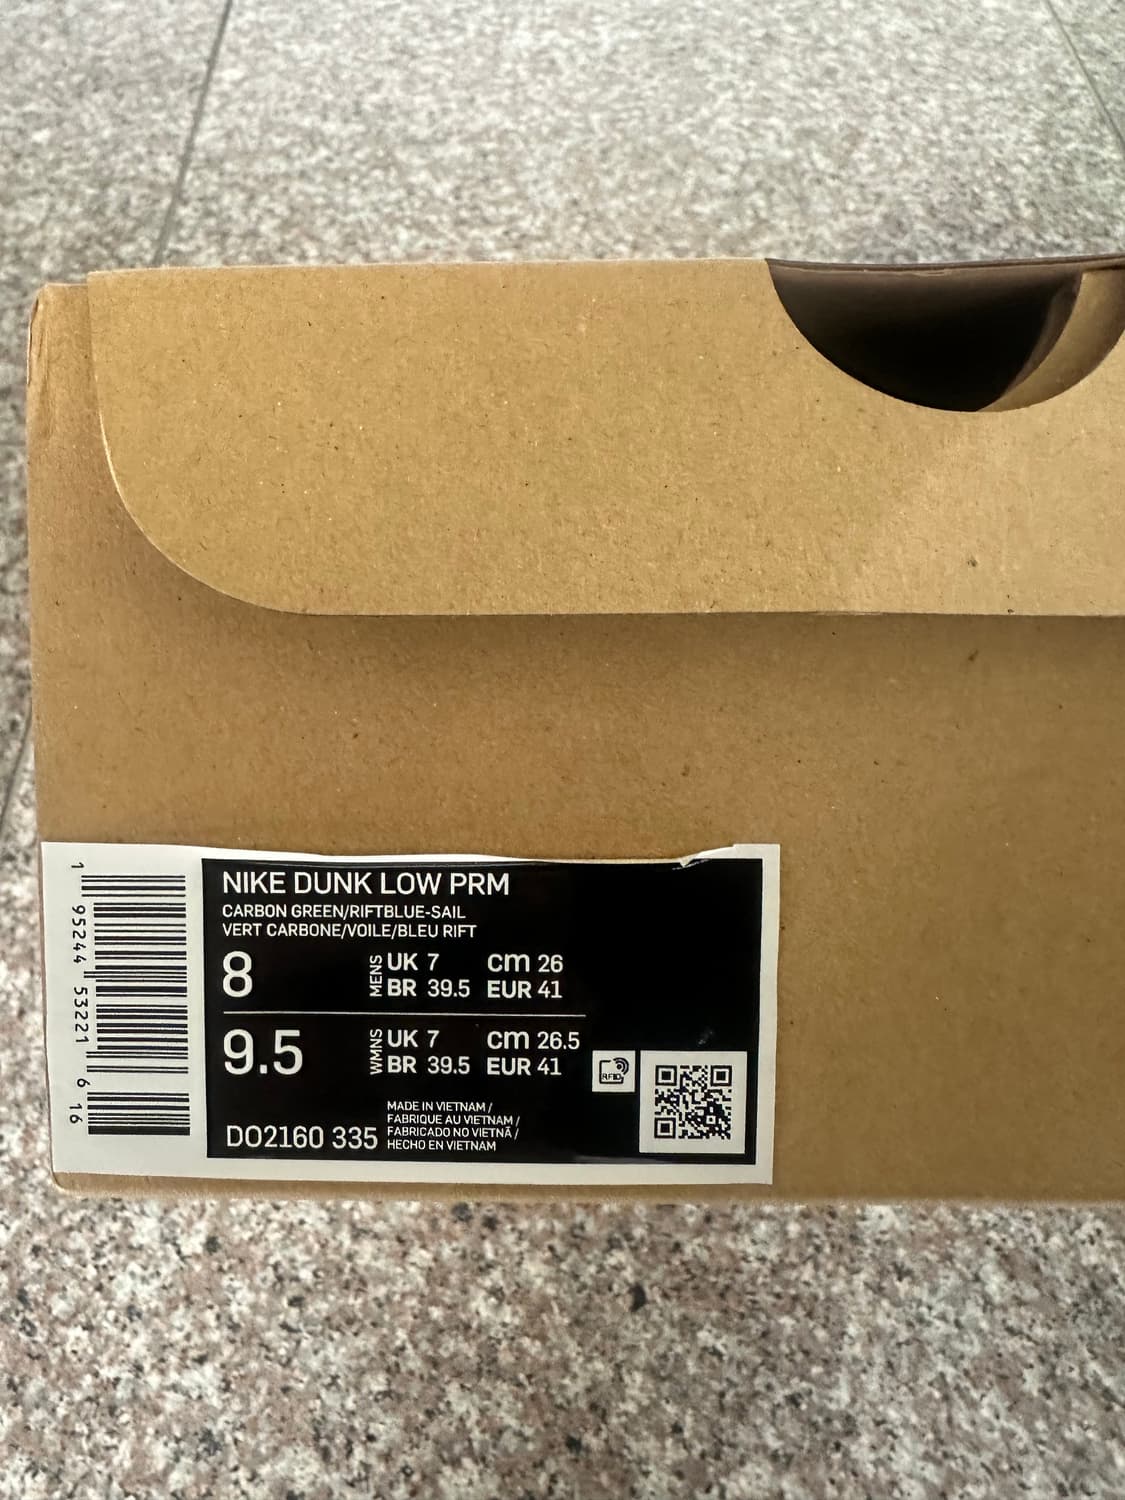 NIKE DUNK LOW PRM
CARBON GREEN/RIFTBLUE-SAIL
VERT CARBONE/VOILE/BLEU RIFT
8 MENS UK 7 cm 26
BR 39.5 EUR 41
9.5 WMNS UK 7 cm 26.5
BR 39.5 EUR 41
MADE IN VIETNAM /
FABRIQUE AU VIETNAM /
FABRICADO NO VIETNÃ /
HECHO EN VIETNAM
DO2160 335
RFID
1 95244 53221 6 16